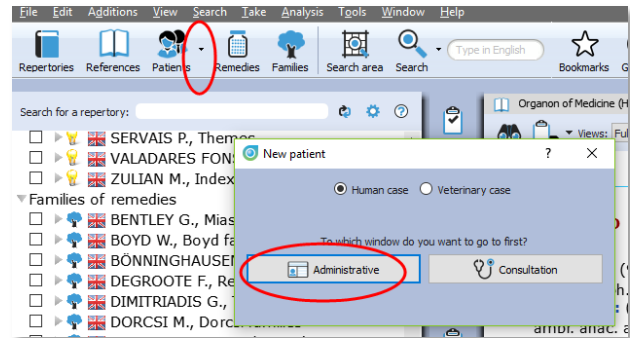 File Edit Additions View Search Take Analysis Tools Window Help
Repertories References Patients Remedies Families Search area Search Type in English Bookmarks
Search for a repertory:
Organon of Medicine (H
Views: Ful
SERVAIS P., Themes
VALADARES FON
ZULIAN M., Index
Families of remedies
BENTLEY G., Mias
BOYD W., Boyd fa
BÖNNINGHAUSE
DEGROOTE F., Re
DIMITRIADIS G.,
DORCSI M., Dorcsi families
New patient
? X
Human case Veterinary case
To which window do you want to go to first?
Administrative Consultation
ambr. anac. a